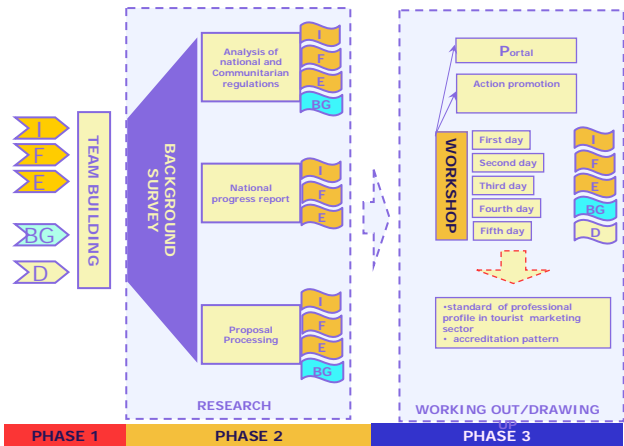 I
F
E
BG
D
TEAM BUILDING
BACKGROUND
SURVEY
Analysis of
national and
Communitarian
regulations
I
F
E
BG
National
progress report
I
F
E
Proposal
Processing
I
F
E
BG
RESEARCH
Portal
Action promotion
WORKSHOP
First day
Second day
Third day
Fourth day
Fifth day
I
F
E
BG
D
•standard of professional
profile in tourist marketing
sector
• accreditation pattern
WORKING OUT/DRAWING
UP
PHASE 1
PHASE 2
PHASE 3